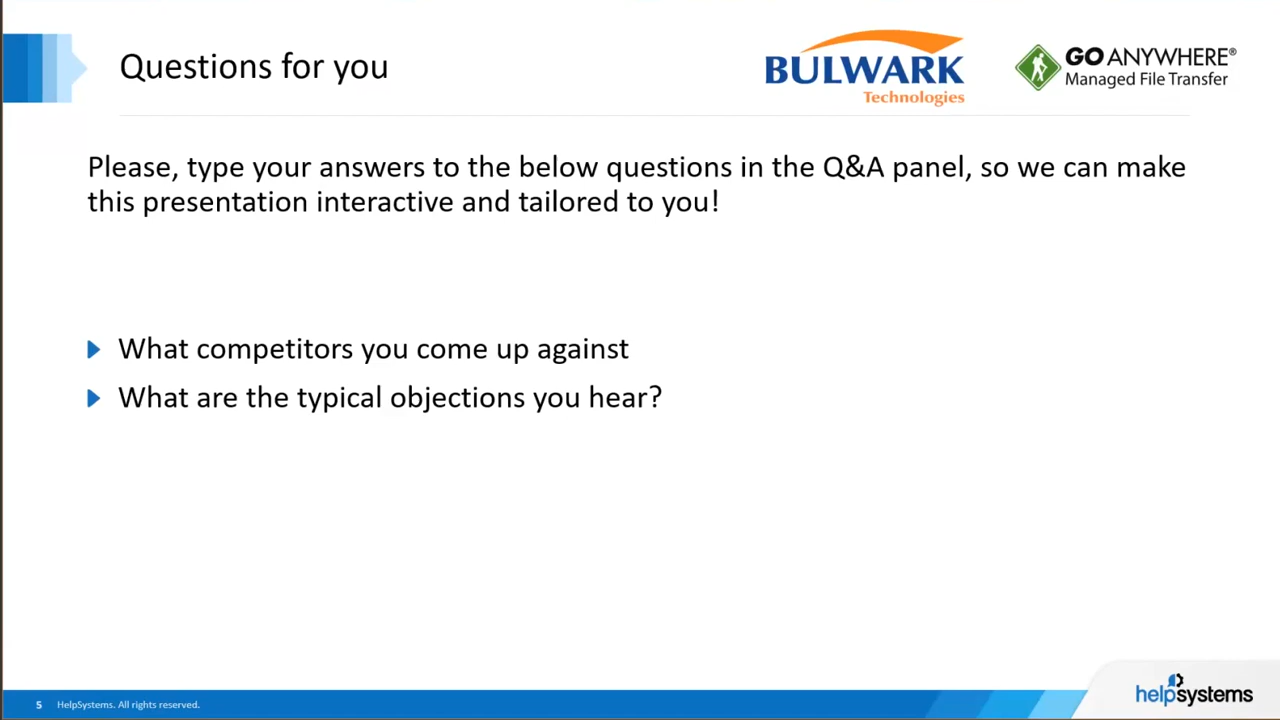 Questions for you
BULWARK
Technologies
GO ANYWHERE®
Managed File Transfer
Please, type your answers to the below questions in the Q&A panel, so we can make
this presentation interactive and tailored to you!
What competitors you come up against
What are the typical objections you hear?
5 HelpSystems. All rights reserved.
helpsystems